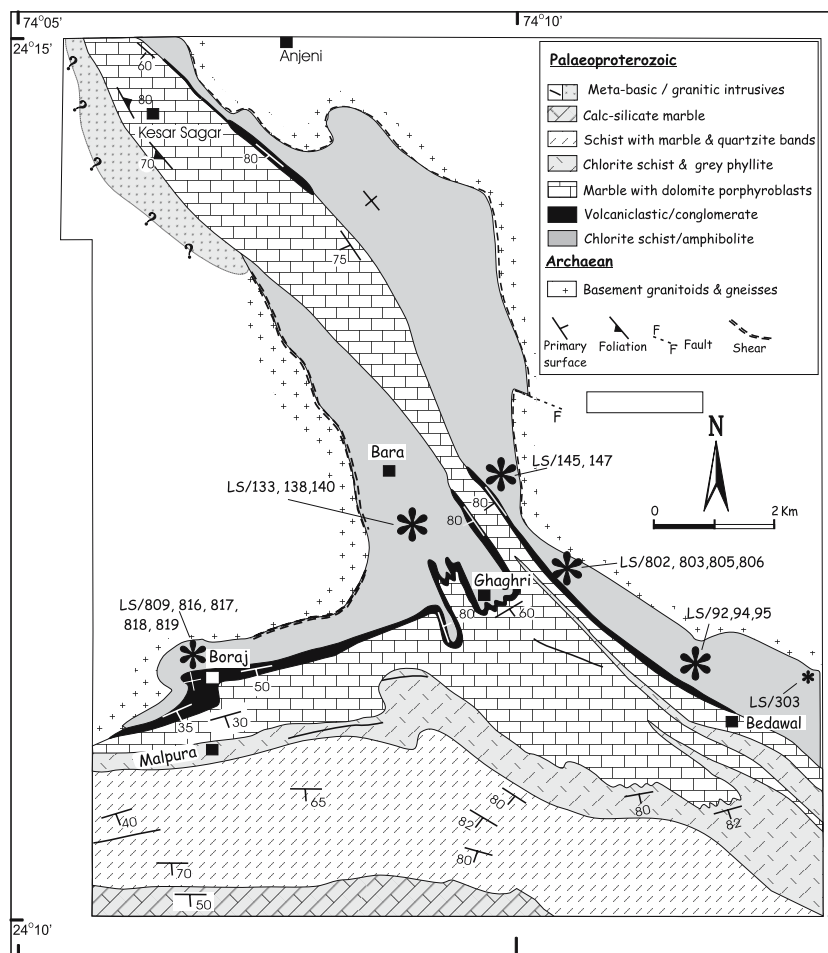 74°05'
74°10'
24°15'
Anjeni
60
?
?
80
Kesar Sagar
80
70
?
?
?
75
Palaeoproterozoic
Meta-basic / granitic intrusives
Calc-silicate marble
Schist with marble & quartzite bands
Chlorite schist & grey phyllite
Marble with dolomite porphyroblasts
Volcaniclastic/conglomerate
Chlorite schist/amphibolite
Archaean
Basement granitoids & gneisses
F
F
Primary surface
Foliation
Fault
Shear
F
N
0 2 Km
Bara
LS/145, 147
LS/133, 138,140
80
80
LS/802, 803,805,806
Ghaghri
80
60
LS/809, 816, 817,
818, 819
LS/92,94,95
Boraj
50
LS/303
35
30
Bedawal
Malpura
65
80
80
82
40
82
80
70
50
24°10'